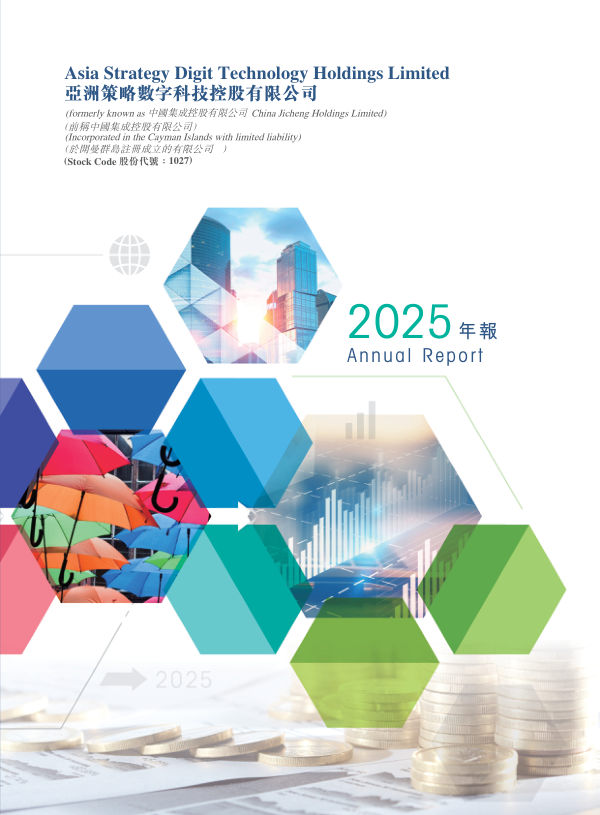 Asia Strategy Digit Technology Holdings Limited
亞洲策略數字科技控股有限公司
(formerly known as 中國集成控股有限公司 China Jicheng Holdings Limited)
(前稱中國集成控股有限公司)
(Incorporated in the Cayman Islands with limited liability)
(於開曼群島註冊成立的有限公司 )
(Stock Code 股份代號：1027)
2025 年報
Annual Report
2025